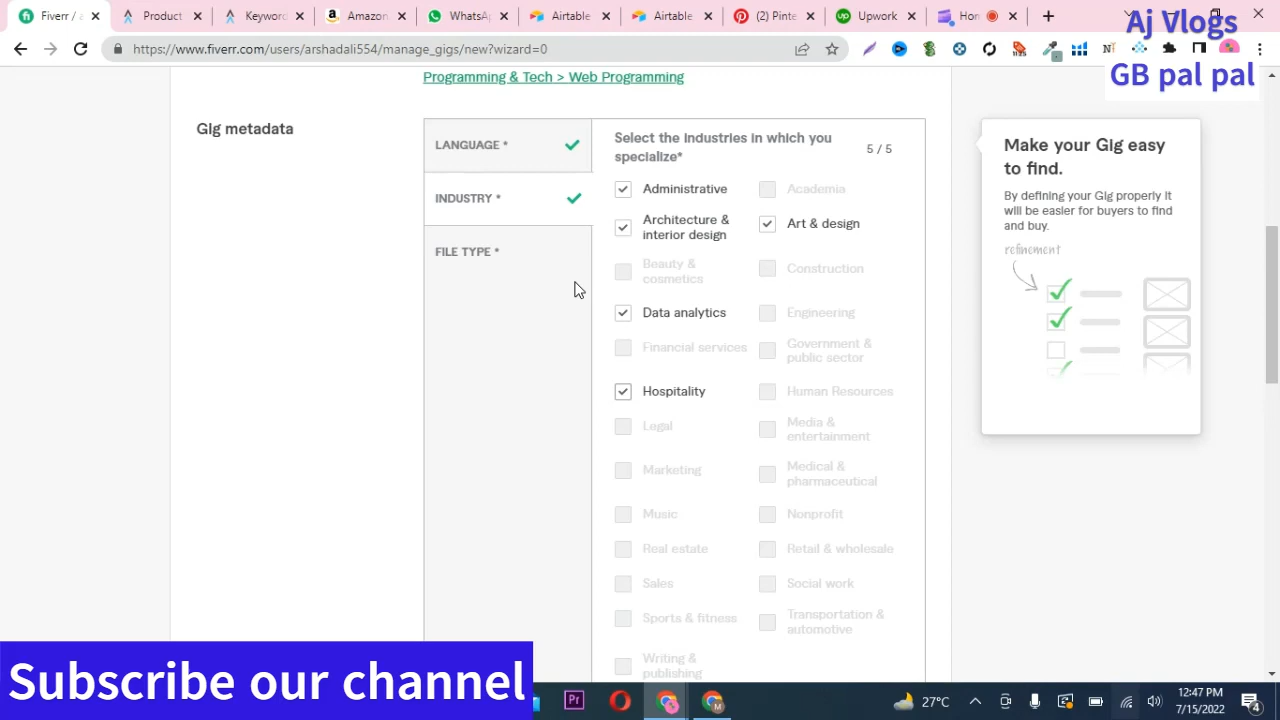 Fiverr / a
Product
Keyword
Amazon
WhatsA
Airtable
Airtable
(2) Pinte
Upwork
Hon
Aj Vlogs
https://www.fiverr.com/users/arshadali554/manage_gigs/new?wizard=0
GB pal pal
Programming & Tech > Web Programming
Gig metadata
LANGUAGE *
INDUSTRY *
FILE TYPE *
Select the industries in which you
specialize*
5 / 5
Administrative
Academia
Architecture &
interior design
Art & design
Beauty &
cosmetics
Construction
Data analytics
Engineering
Financial services
Government &
public sector
Hospitality
Human Resources
Legal
Media &
entertainment
Marketing
Medical &
pharmaceutical
Music
Nonprofit
Real estate
Retail & wholesale
Sales
Social work
Sports & fitness
Transportation &
automotive
Writing &
publishing
Make your Gig easy
to find.
By defining your Gig properly it
will be easier for buyers to find
and buy.
refinement
Subscribe our channel
Pr
M
27°C
12:47 PM
7/15/2022
4